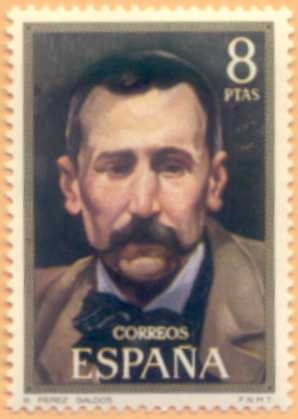 8
PTAS
CORREOS
ESPAÑA
B. PEREZ GALDOS F.N.M.T.